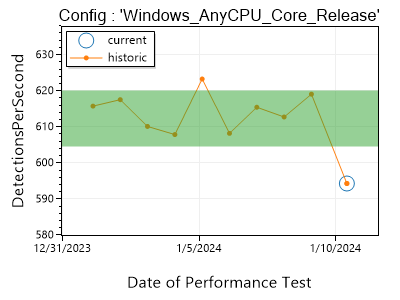 Config : 'Windows_AnyCPU_Core_Release'
current
historic
DetectionsPerSecond
630
620
610
600
590
580
12/31/2023
1/5/2024
1/10/2024
Date of Performance Test